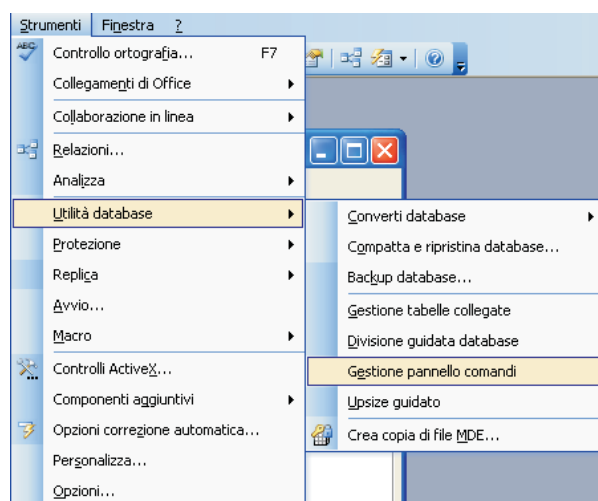 Strumenti Finestra ?
ABC
Controllo ortografia... F7
Collegamenti di Office
Collaborazione in linea
Relazioni...
Analizza
Utilità database
Protezione
Replica
Avvio...
Macro
Controlli ActiveX...
Componenti aggiuntivi
Opzioni correzione automatica...
Personalizza...
Opzioni...
Converti database
Compatta e ripristina database...
Backup database...
Gestione tabelle collegate
Divisione guidata database
Gestione pannello comandi
Upsize guidato
Crea copia di file MDE...